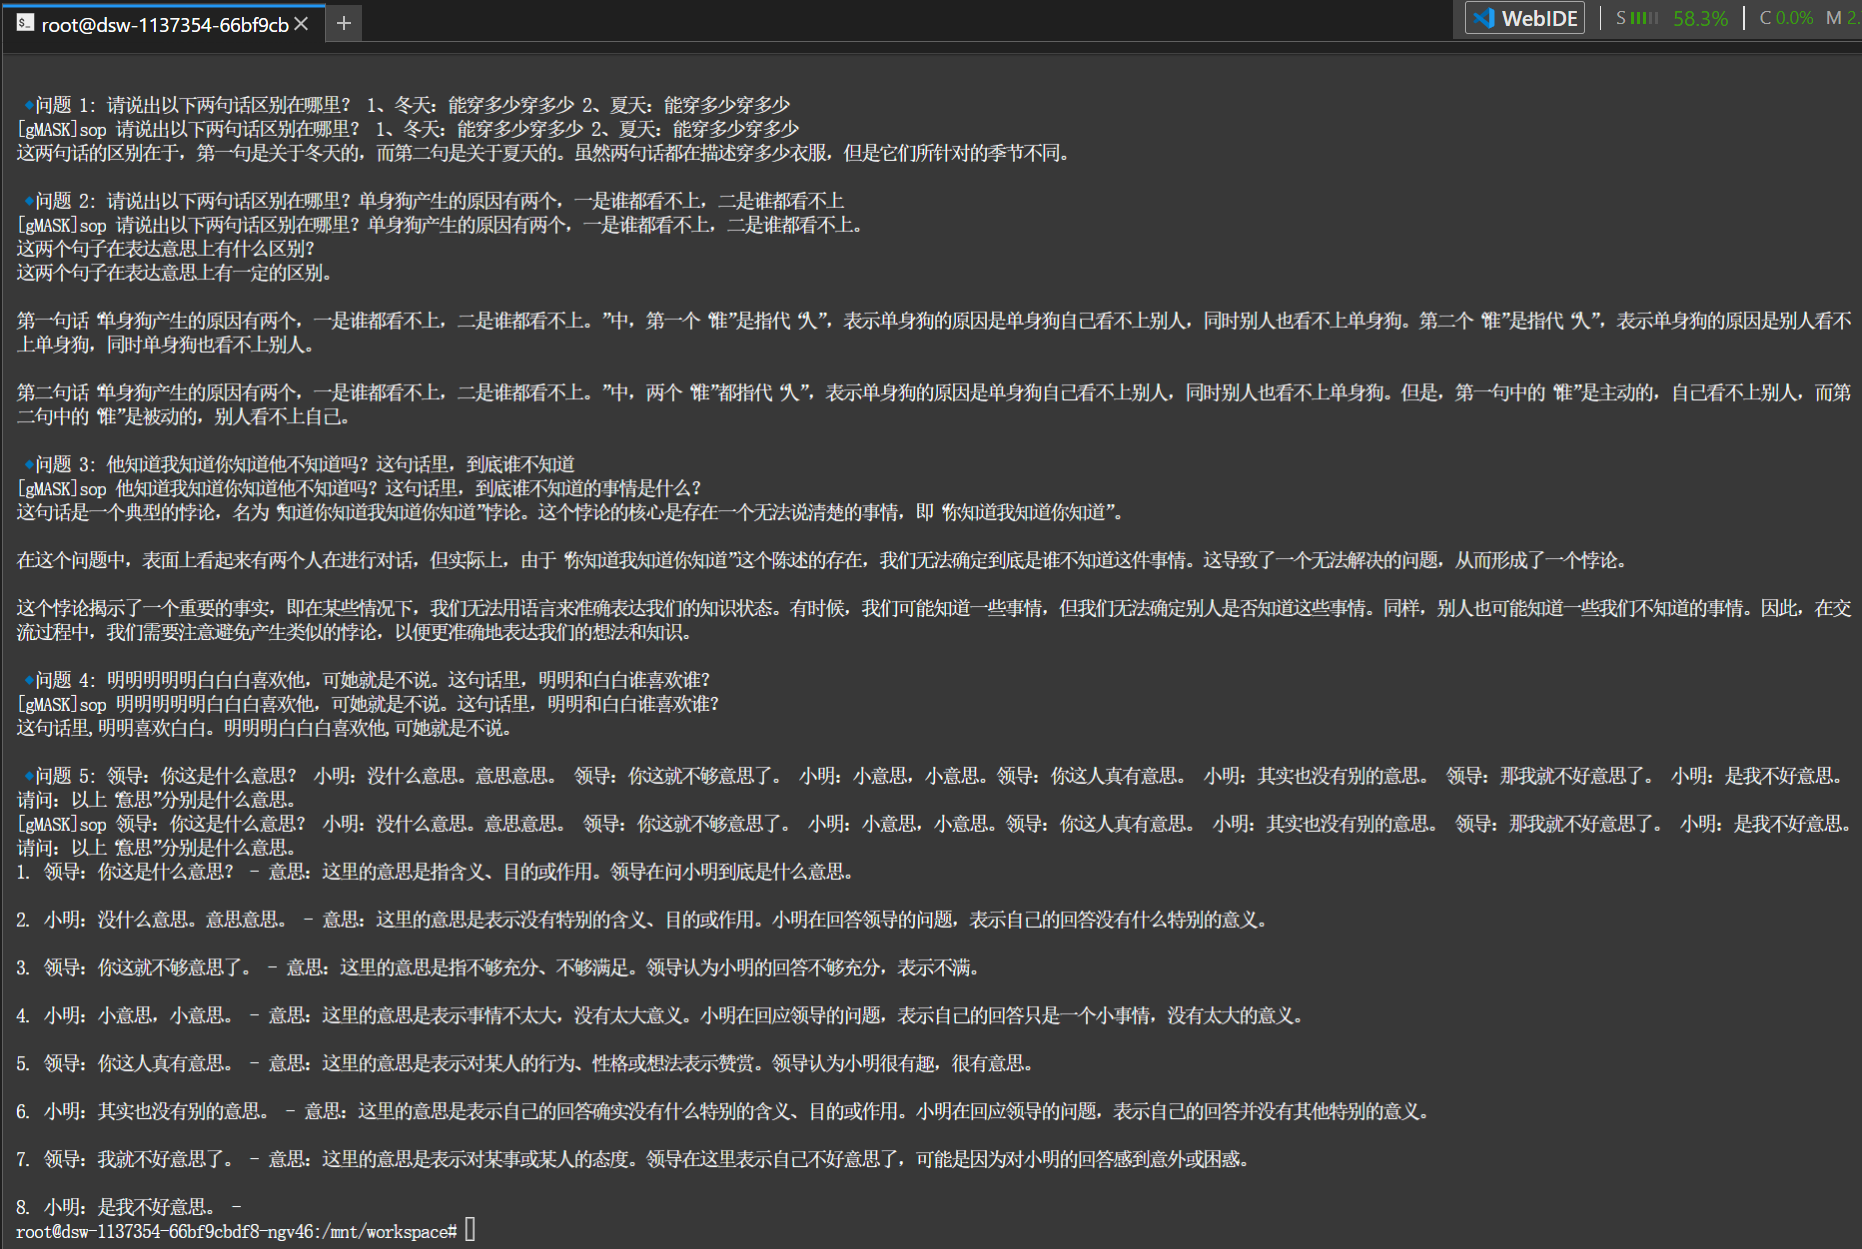 root@dsw-1137354-66bf9cb × +
WebIDE | S 58.3% | C 0.0% M 2.
◆问题 1: 请说出以下两句话区别在哪里? 1、冬天: 能穿多少穿多少 2、夏天: 能穿多少穿多少
[gMASK]sop 请说出以下两句话区别在哪里? 1、冬天: 能穿多少穿多少 2、夏天: 能穿多少穿多少
这两句话的区别在于，第一句是关于冬天的，而第二句是关于夏天的。虽然两句话都在描述穿多少衣服，但是它们所针对的季节不同。
◆问题 2: 请说出以下两句话区别在哪里? 单身狗产生的原因有两个，一是谁都看不上，二是谁都看不上
[gMASK]sop 请说出以下两句话区别在哪里? 单身狗产生的原因有两个，一是谁都看不上，二是谁都看不上。
这两个句子在表达意思上有什么区别?
这两个句子在表达意思上有一定的区别。
第一句话“单身狗产生的原因有两个，一是谁都看不上，二是谁都看不上。”中，第一个“谁”是指代“人”，表示单身狗的原因是单身狗自己看不上别人，同时别人也看不上单身狗。第二个“谁”是指代“人”，表示单身狗的原因是别人看不
上单身狗，同时单身狗也看不上别人。
第二句话“单身狗产生的原因有两个，一是谁都看不上，二是谁都看不上。”中，两个“谁”都指代“人”，表示单身狗的原因是单身狗自己看不上别人，同时别人也看不上单身狗。但是，第一句中的“谁”是主动的，自己看不上别人，而第
二句中的“谁”是被动的，别人看不上自己。
◆问题 3: 他知道我知道你知道他不知道吗? 这句话里，到底谁不知道
[gMASK]sop 他知道我知道你知道他不知道吗? 这句话里，到底谁不知道的事情是什么?
这句话是一个典型的悖论，名为“知道你知道我知道你知道”悖论。这个悖论的核心是存在一个无法说清楚的事情，即“你知道我知道你知道”。
在这个问题中，表面上看起来有两个人在进行对话，但实际上，由于“你知道我知道你知道”这个陈述的存在，我们无法确定到底是谁不知道这件事情。这导致了一个无法解决的问题，从而形成了一个悖论。
这个悖论揭示了一个重要的事实，即在某些情况下，我们无法用语言来准确表达我们的知识状态。有时候，我们可能知道一些事情，但我们无法确定别人是否知道这些事情。同样，别人也可能知道一些我们不知道的事情。因此，在交
流过程中，我们需要注意避免产生类似的悖论，以便更准确地表达我们的想法和知识。
◆问题 4: 明明明明明白白白喜欢他，可她就是不说。这句话里，明明和白白谁喜欢谁?
[gMASK]sop 明明明明明白白白喜欢他，可她就是不说。这句话里，明明和白白谁喜欢谁?
这句话里,明明喜欢白白。明明明白白白喜欢他,可她就是不说。
◆问题 5: 领导: 你这是什么意思? 小明: 没什么意思。意思意思。 领导: 你这就不够意思了。 小明: 小意思，小意思。领导: 你这人真有意思。 小明: 其实也没有别的意思。 领导: 那我就不好意思了。 小明: 是我不好意思。
请问: 以上“意思”分别是什么意思。
[gMASK]sop 领导: 你这是什么意思? 小明: 没什么意思。意思意思。 领导: 你这就不够意思了。 小明: 小意思，小意思。领导: 你这人真有意思。 小明: 其实也没有别的意思。 领导: 那我就不好意思了。 小明: 是我不好意思。
请问: 以上“意思”分别是什么意思。
1. 领导: 你这是什么意思? - 意思: 这里的意思是指含义、目的或作用。领导在问小明到底是什么意思。
2. 小明: 没什么意思。意思意思。 - 意思: 这里的意思是表示没有特别的含义、目的或作用。小明在回答领导的问题，表示自己的回答没有什么特别的意义。
3. 领导: 你这就不够意思了。 - 意思: 这里的意思是指不够充分、不够满足。领导认为小明的回答不够充分，表示不满。
4. 小明: 小意思，小意思。 - 意思: 这里的意思是表示事情不太大，没有太大意义。小明在回应领导的问题，表示自己的回答只是一个小事情，没有太大的意义。
5. 领导: 你这人真有意思。 - 意思: 这里的意思是表示对某人的行为、性格或想法表示赞赏。领导认为小明很有趣，很有意思。
6. 小明: 其实也没有别的意思。 - 意思: 这里的意思是表示自己的回答确实没有什么特别的含义、目的或作用。小明在回应领导的问题，表示自己的回答并没有其他特别的意义。
7. 领导: 我就不好意思了。 - 意思: 这里的意思是表示对某事或某人的态度。领导在这里表示自己不好意思了，可能是因为对小明的回答感到意外或困惑。
8. 小明: 是我不好意思。 -
root@dsw-1137354-66bf9cbdf8-ngv46:/mnt/workspace#